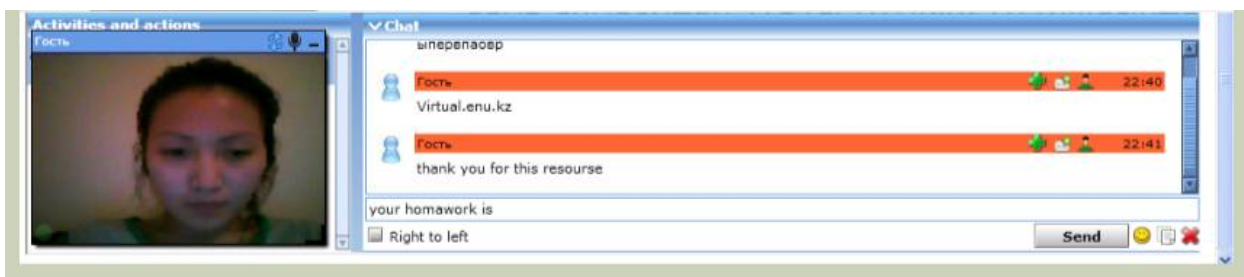 Activities and actions
Гость
Chat
ыперепаовр
Гость 22:40
Virtual.enu.kz
Гость 22:41
thank you for this resourse
your homawork is
Right to left
Send